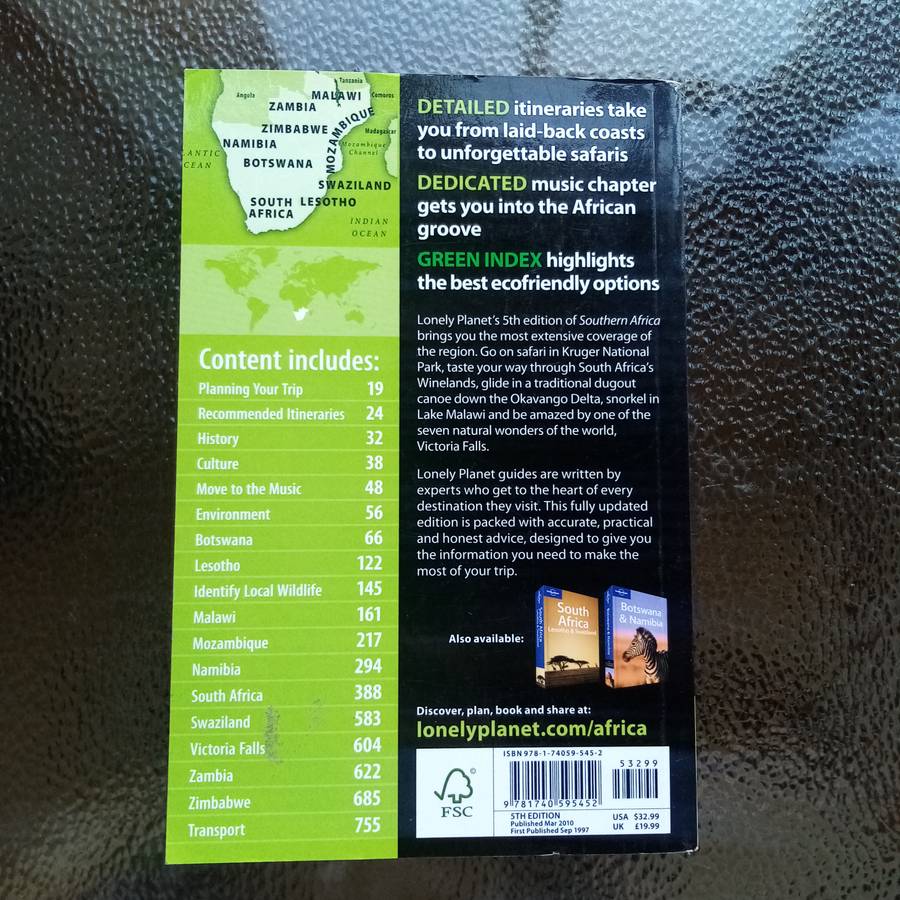 Tanzania
Angola
MALAWI
Comoros
ZAMBIA
MOZAMBIQUE
ZIMBABWE
Madagascar
NAMIBIA
Mozambique
Channel
ANTIC
CEAN
BOTSWANA
SWAZILAND
SOUTH
AFRICA
LESOTHO
INDIAN
OCEAN
Content includes:
Planning Your Trip 19
Recommended Itineraries 24
History 32
Culture 38
Move to the Music 48
Environment 56
Botswana 66
Lesotho 122
Identify Local Wildlife 145
Malawi 161
Mozambique 217
Namibia 294
South Africa 388
Swaziland 583
Victoria Falls 604
Zambia 622
Zimbabwe 685
Transport 755
DETAILED itineraries take
you from laid-back coasts
to unforgettable safaris
DEDICATED music chapter
gets you into the African
groove
GREEN INDEX highlights
the best ecofriendly options
Lonely Planet's 5th edition of Southern Africa
brings you the most extensive coverage of
the region. Go on safari in Kruger National
Park, taste your way through South Africa's
Winelands, glide in a traditional dugout
canoe down the Okavango Delta, snorkel in
Lake Malawi and be amazed by one of the
seven natural wonders of the world,
Victoria Falls.
Lonely Planet guides are written by
experts who get to the heart of every
destination they visit. This fully updated
edition is packed with accurate, practical
and honest advice, designed to give you
the information you need to make the
most of your trip.
Also available:
South
Africa
Lesotho & Swaziland
Botswana
& Namibia
Discover, plan, book and share at:
lonelyplanet.com/africa
©
FSC
ISBN 978-1-74059-545-2
53299
9 781740 595452
5TH EDITION
Published Mar 2010
First Published Sep 1997
USA $32.99
UK £19.99